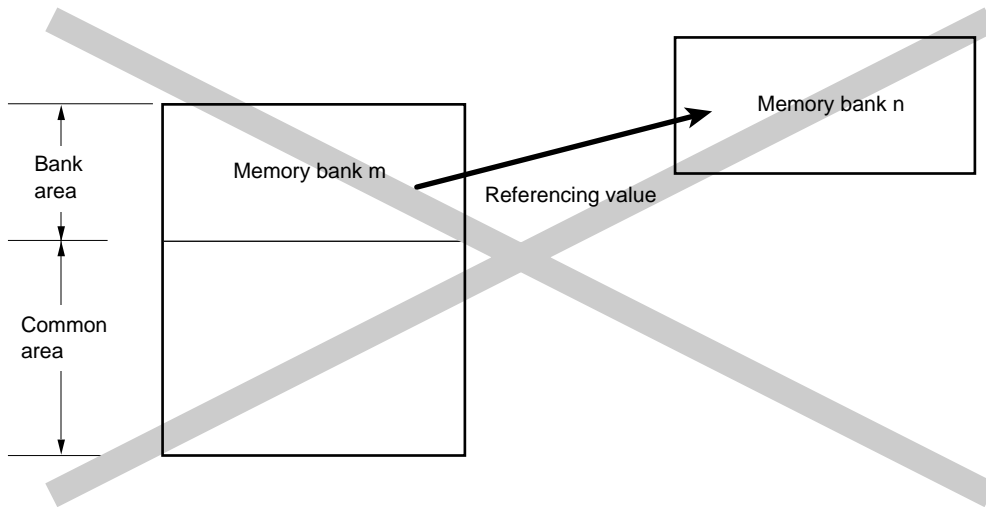 Memory bank n
Bank
area
Memory bank m
Referencing value
Common
area